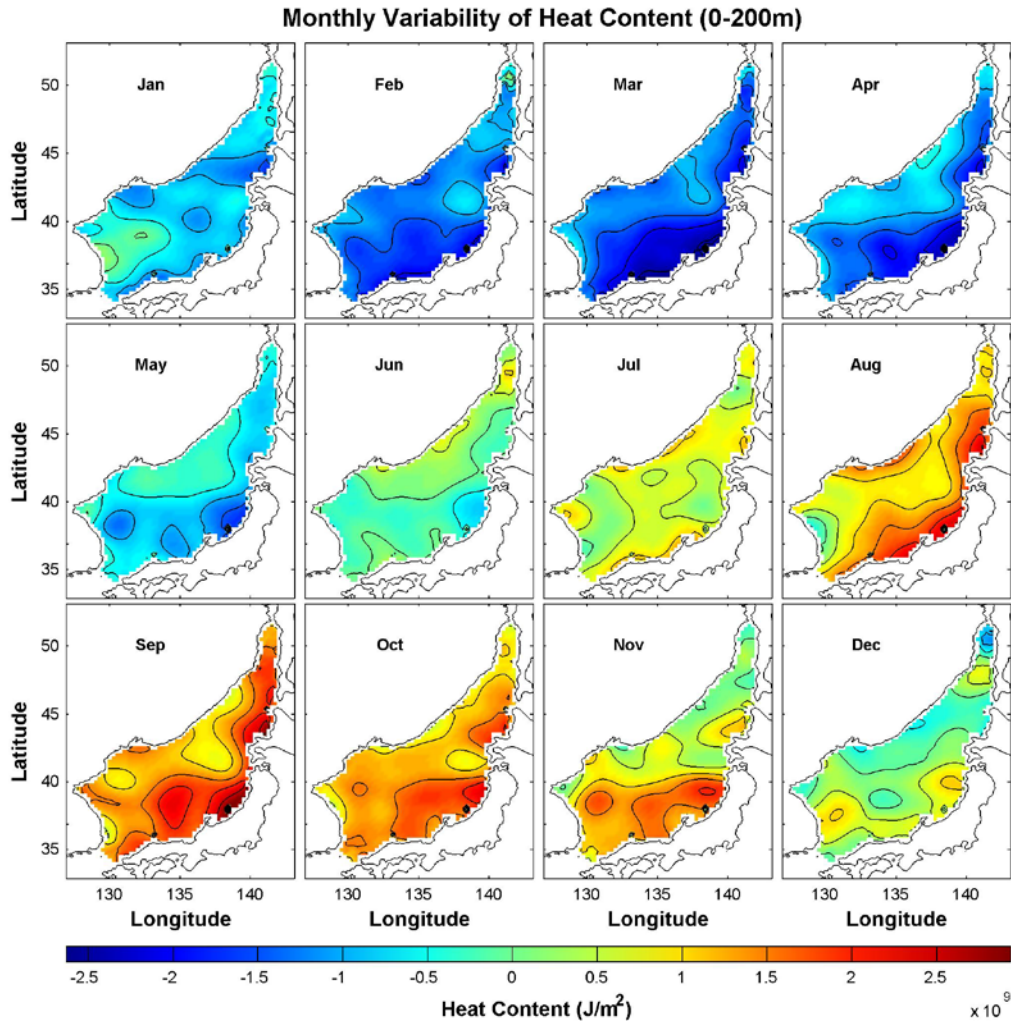 Monthly Variability of Heat Content (0-200m)
Jan Feb Mar Apr
50
45
40
35
Latitude
May Jun Jul Aug
50
45
40
35
Latitude
Sep Oct Nov Dec
50
45
40
35
Latitude
130 135 140 130 135 140 130 135 140 130 135 140
Longitude Longitude Longitude Longitude
-2.5 -2 -1.5 -1 -0.5 0 0.5 1 1.5 2 2.5
Heat Content (J/m²) x 10⁹